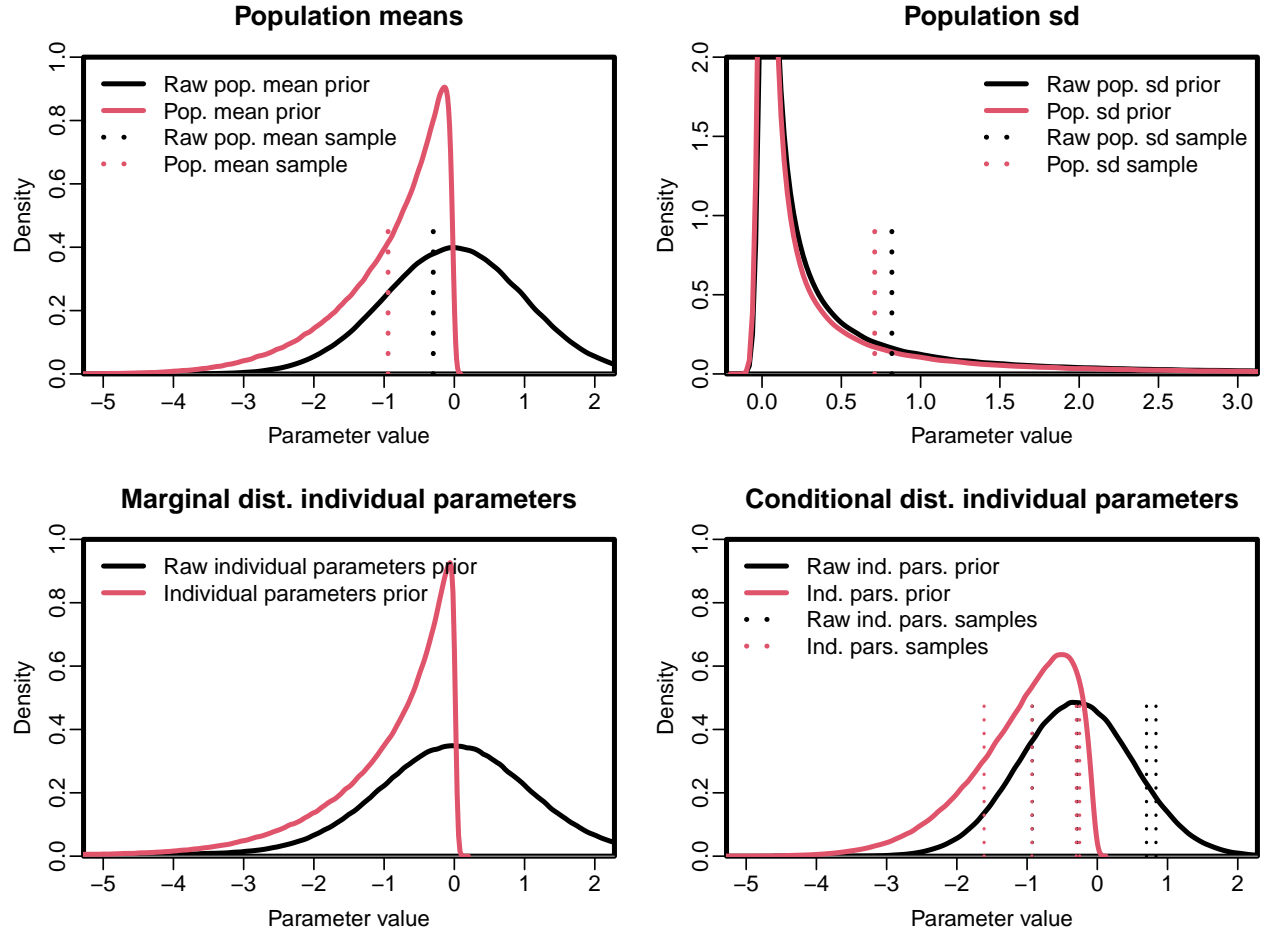 Population means
1.0
0.8
0.6
0.4
0.2
0.0
Density
Raw pop. mean prior
Pop. mean prior
Raw pop. mean sample
Pop. mean sample
−5 −4 −3 −2 −1 0 1 2
Parameter value
Population sd
2.0
1.5
1.0
0.5
0.0
Density
Raw pop. sd prior
Pop. sd prior
Raw pop. sd sample
Pop. sd sample
0.0 0.5 1.0 1.5 2.0 2.5 3.0
Parameter value
Marginal dist. individual parameters
1.0
0.8
0.6
0.4
0.2
0.0
Density
Raw individual parameters prior
Individual parameters prior
−5 −4 −3 −2 −1 0 1 2
Parameter value
Conditional dist. individual parameters
1.0
0.8
0.6
0.4
0.2
0.0
Density
Raw ind. pars. prior
Ind. pars. prior
Raw ind. pars. samples
Ind. pars. samples
−5 −4 −3 −2 −1 0 1 2
Parameter value